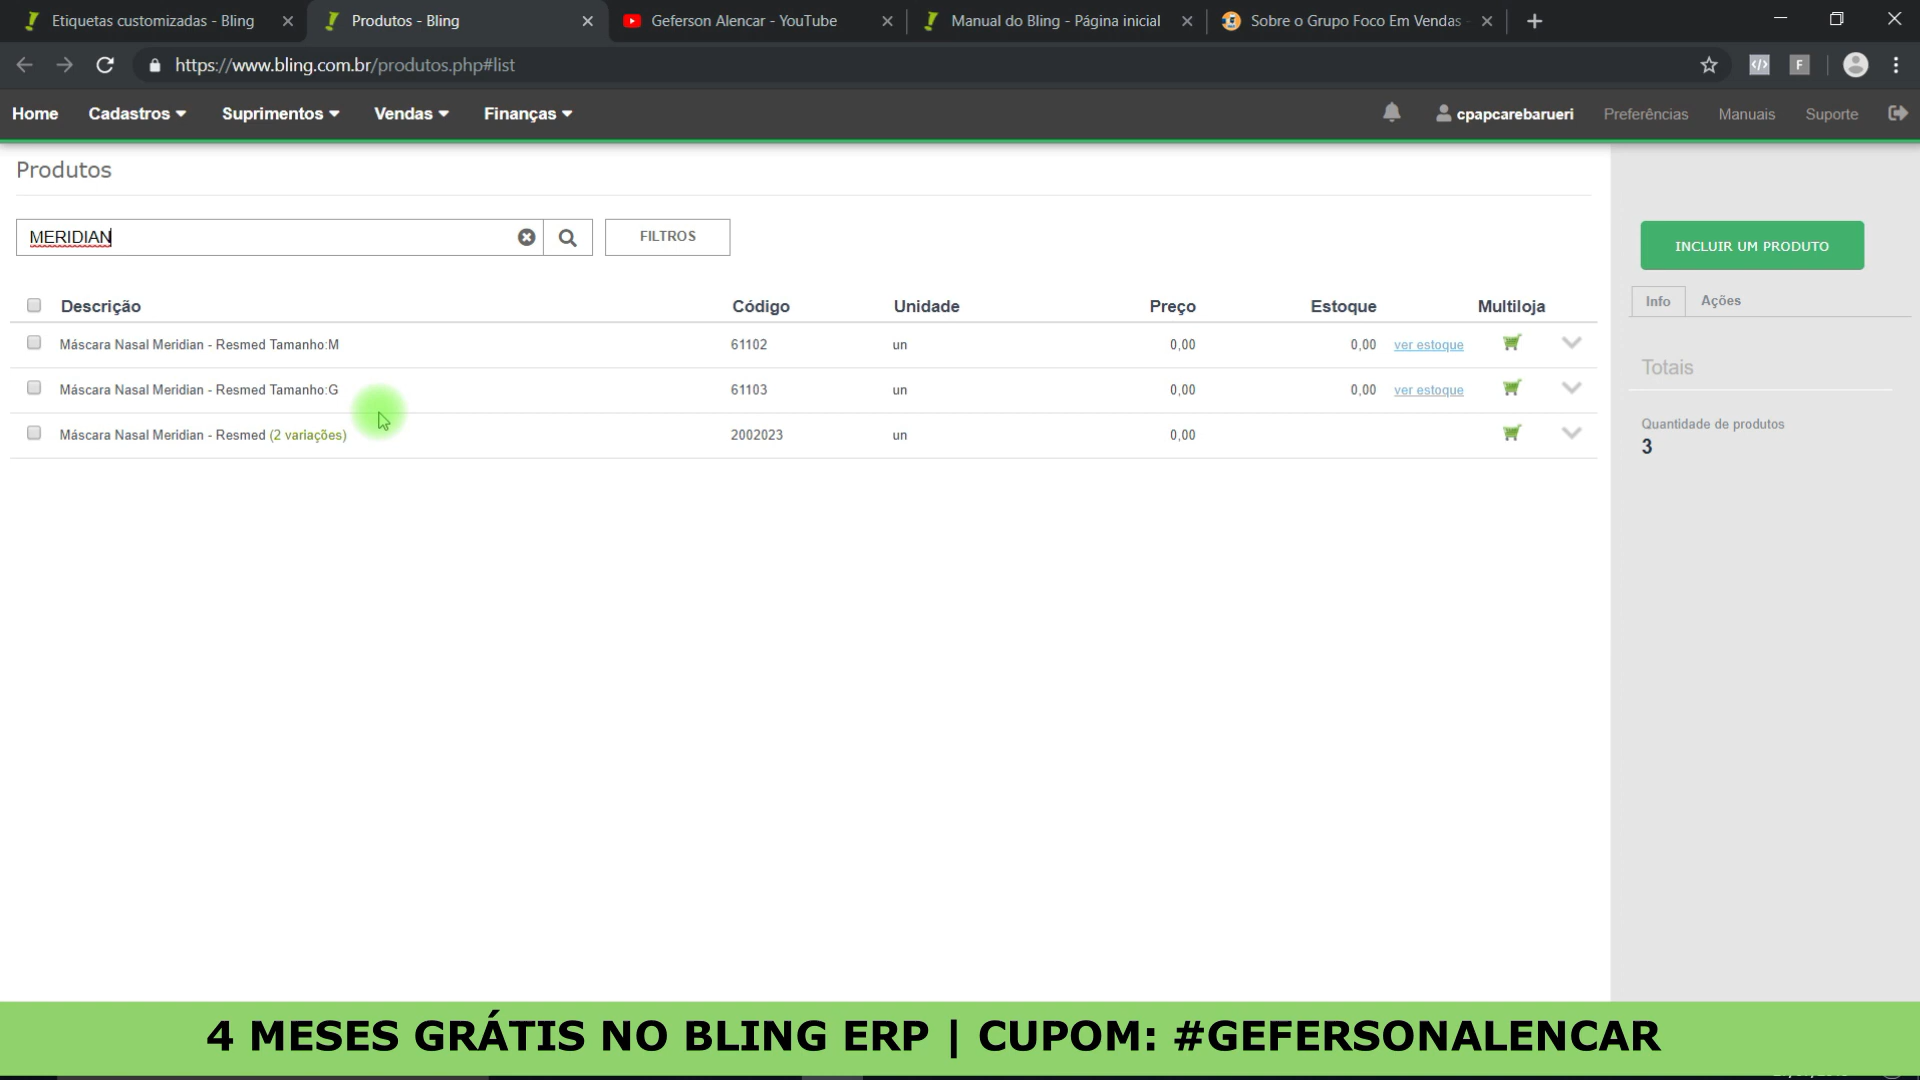 Etiquetas customizadas - Bling
Produtos - Bling
Geferson Alencar - YouTube
Manual do Bling - Página inicial
Sobre o Grupo Foco Em Vendas -
https://www.bling.com.br/produtos.php#list
F
Home
Cadastros
Suprimentos
Vendas
Finanças
cpapcarebarueri
Preferências
Manuais
Suporte
Produtos
MERIDIAN
FILTROS
INCLUIR UM PRODUTO
Info
Ações
Descrição Código Unidade Preço Estoque Multiloja
Máscara Nasal Meridian - Resmed Tamanho:M 61102 un 0,00 0,00 ver estoque
Máscara Nasal Meridian - Resmed Tamanho:G 61103 un 0,00 0,00 ver estoque
Máscara Nasal Meridian - Resmed (2 variações) 2002023 un 0,00
Totais
Quantidade de produtos
3
4 MESES GRÁTIS NO BLING ERP | CUPOM: #GEFERSONALENCAR